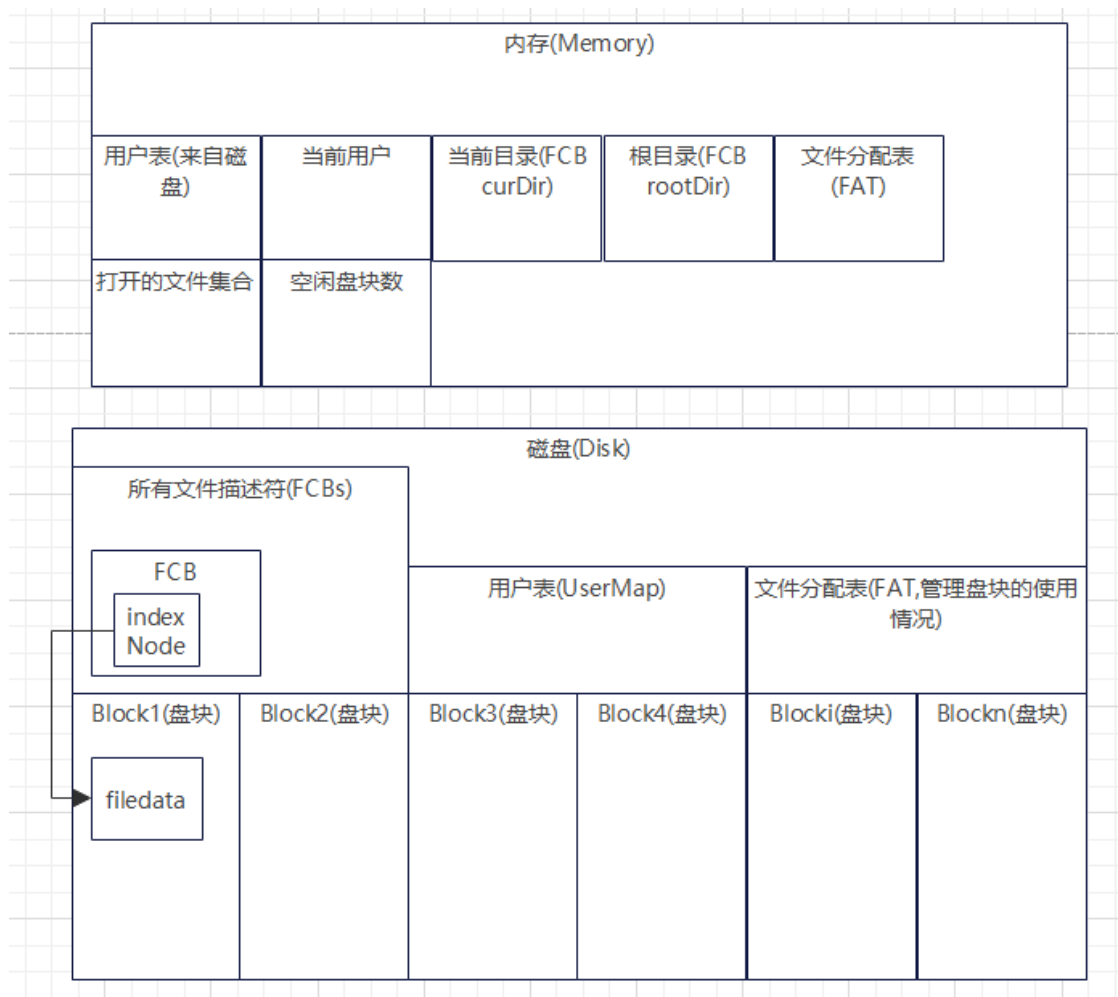 内存(Memory)
用户表(来自磁
盘)
当前用户
当前目录(FCB
curDir)
根目录(FCB
rootDir)
文件分配表
(FAT)
打开的文件集合
空闲盘块数
磁盘(Disk)
所有文件描述符(FCBs)
FCB
index
Node
用户表(UserMap)
文件分配表(FAT,管理盘块的使用
情况)
Block1(盘块)
Block2(盘块)
Block3(盘块)
Block4(盘块)
Blocki(盘块)
Blockn(盘块)
filedata